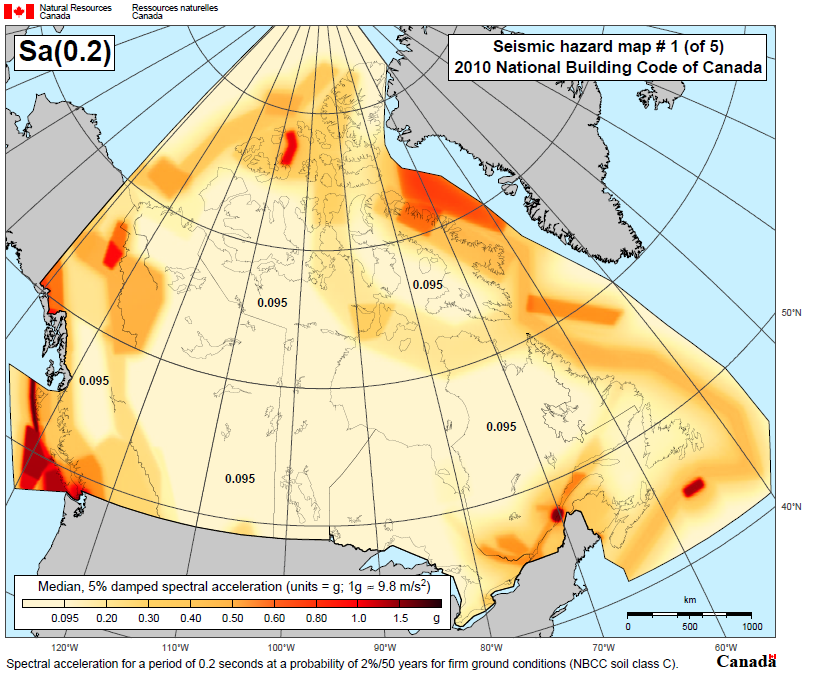 Natural Resources Ressources naturelles
Canada Canada
Sa(0.2)
Seismic hazard map # 1 (of 5)
2010 National Building Code of Canada
0.095
0.095
50°N
0.095
0.095
0.095
40°N
Median, 5% damped spectral acceleration (units = g; 1g = 9.8 m/s²)
0.095 0.20 0.30 0.40 0.50 0.60 0.80 1.0 1.5 g
km
0 500 1000
120°W 110°W 100°W 90°W 80°W 70°W 60°W
Spectral acceleration for a period of 0.2 seconds at a probability of 2%/50 years for firm ground conditions (NBCC soil class C).
Canada